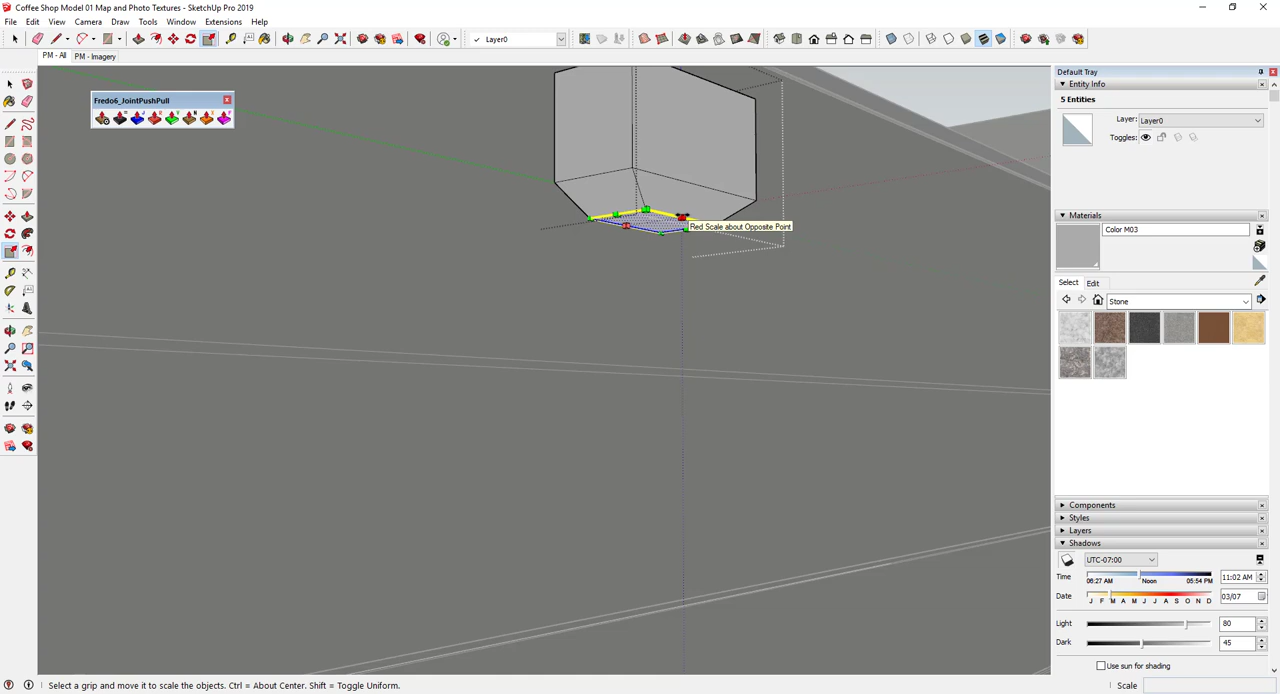 Coffee Shop Model 01 Map and Photo Textures - SketchUp Pro 2019
File Edit View Camera Draw Tools Window Extensions Help
Layer0
PM - All PM - Imagery
Fredo6_JointPushPull
Red Scale about Opposite Point
Default Tray
Entity Info
5 Entities
Layer: Layer0
Toggles:
Materials
Color M03
Select Edit
Stone
Components
Styles
Layers
Shadows
UTC-07:00
Time 06:27 AM Noon 05:54 PM 11:02 AM
Date J F M A M J J A S O N D 03/07
Light 80
Dark 45
Use sun for shading
Select a grip and move it to scale the objects. Ctrl = About Center. Shift = Toggle Uniform.
Scale